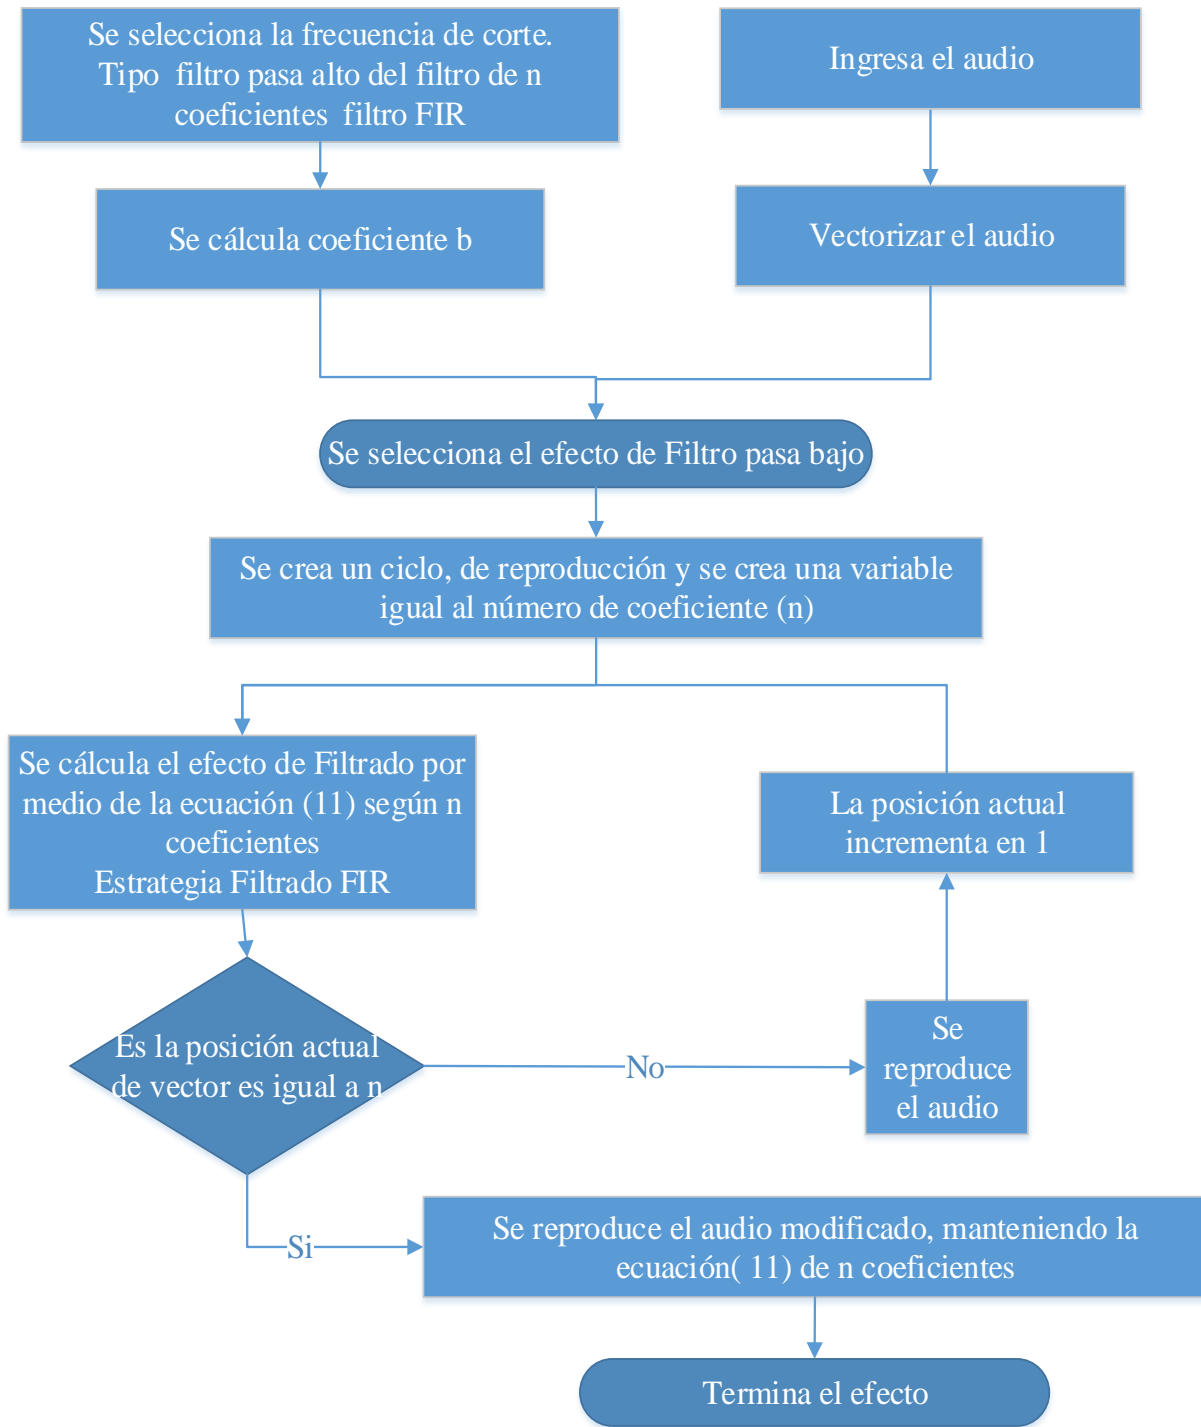 Se selecciona la frecuencia de corte.
Tipo filtro pasa alto del filtro de n
coeficientes filtro FIR
Ingresa el audio
Se cálcula coeficiente b
Vectorizar el audio
Se selecciona el efecto de Filtro pasa bajo
Se crea un ciclo, de reproducción y se crea una variable
igual al número de coeficiente (n)
Se cálcula el efecto de Filtrado por
medio de la ecuación (11) según n
coeficientes
Estrategia Filtrado FIR
La posición actual
incrementa en 1
Es la posición actual
de vector es igual a n
No
Se
reproduce
el audio
Si
Se reproduce el audio modificado, manteniendo la
ecuación( 11) de n coeficientes
Termina el efecto